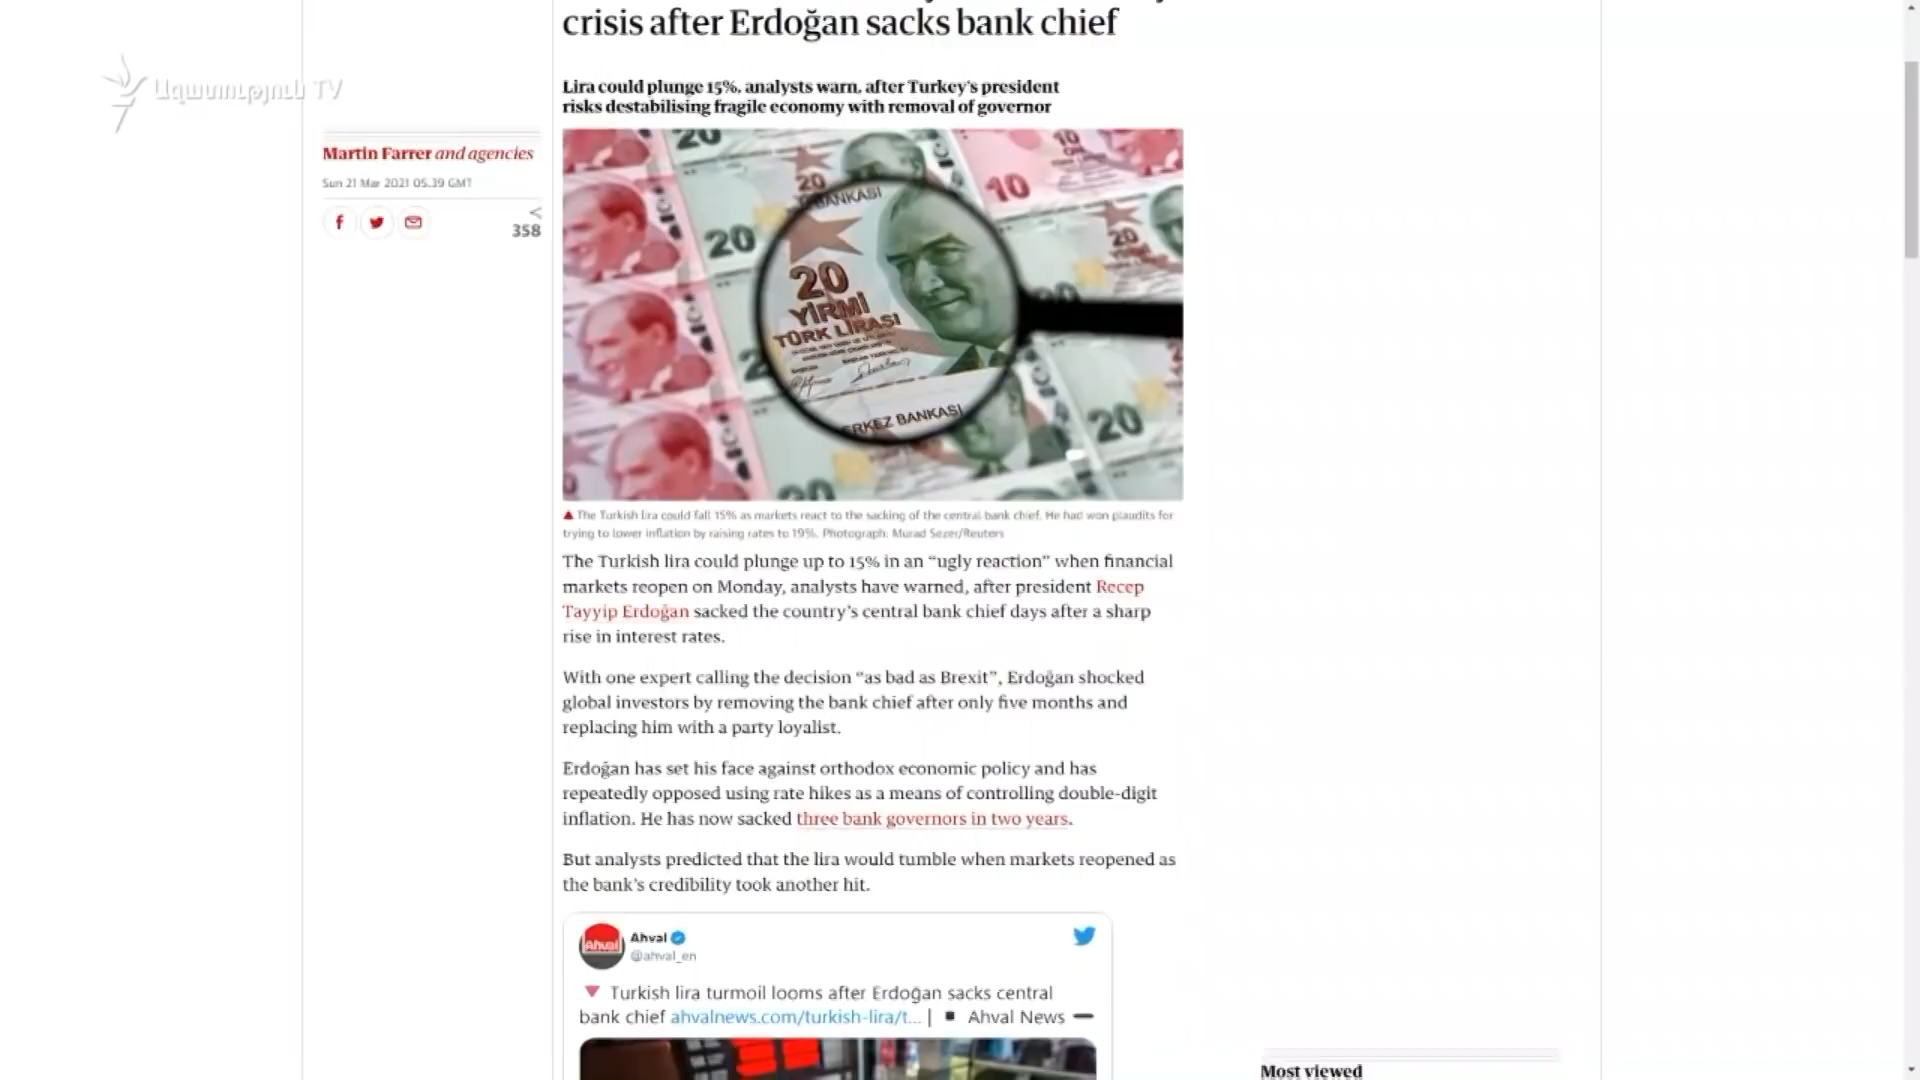 crisis after Erdoğan sacks bank chief
Ազատություն TV
Lira could plunge 15%, analysts warn, after Turkey's president
risks destabilising fragile economy with removal of governor
Martin Farrer and agencies
Sun 21 Mar 2021 05.39 GMT
358
20
10
10
20
BANKASI
20
20
20
YİRMİ
TÜRK LİRASI
ERKEZ BANKASI
20
20
▲ The Turkish lira could fall 15% as markets react to the sacking of the central bank chief. He had won plaudits for
trying to lower inflation by raising rates to 19%. Photograph: Murad Sezer/Reuters
The Turkish lira could plunge up to 15% in an “ugly reaction” when financial
markets reopen on Monday, analysts have warned, after president Recep
Tayyip Erdoğan sacked the country’s central bank chief days after a sharp
rise in interest rates.
With one expert calling the decision “as bad as Brexit”, Erdoğan shocked
global investors by removing the bank chief after only five months and
replacing him with a party loyalist.
Erdoğan has set his face against orthodox economic policy and has
repeatedly opposed using rate hikes as a means of controlling double-digit
inflation. He has now sacked three bank governors in two years.
But analysts predicted that the lira would tumble when markets reopened as
the bank’s credibility took another hit.
Ahval
Ahval
@ahval_en
🔻 Turkish lira turmoil looms after Erdoğan sacks central
bank chief ahvalnews.com/turkish-lira/t... | ▪ Ahval News ➖
Most viewed